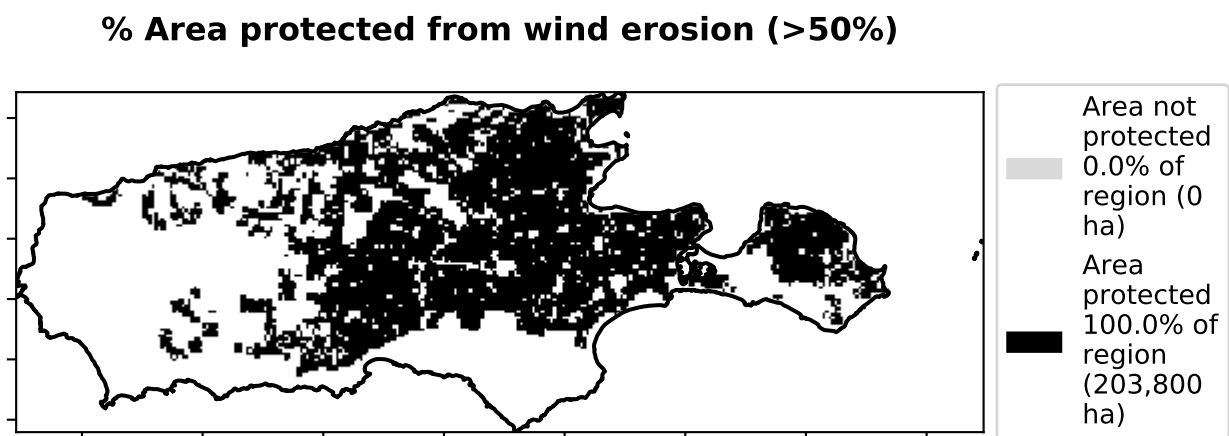 % Area protected from wind erosion (>50%)
Area not
protected
0.0% of
region (0
ha)
Area
protected
100.0% of
region
(203,800
ha)